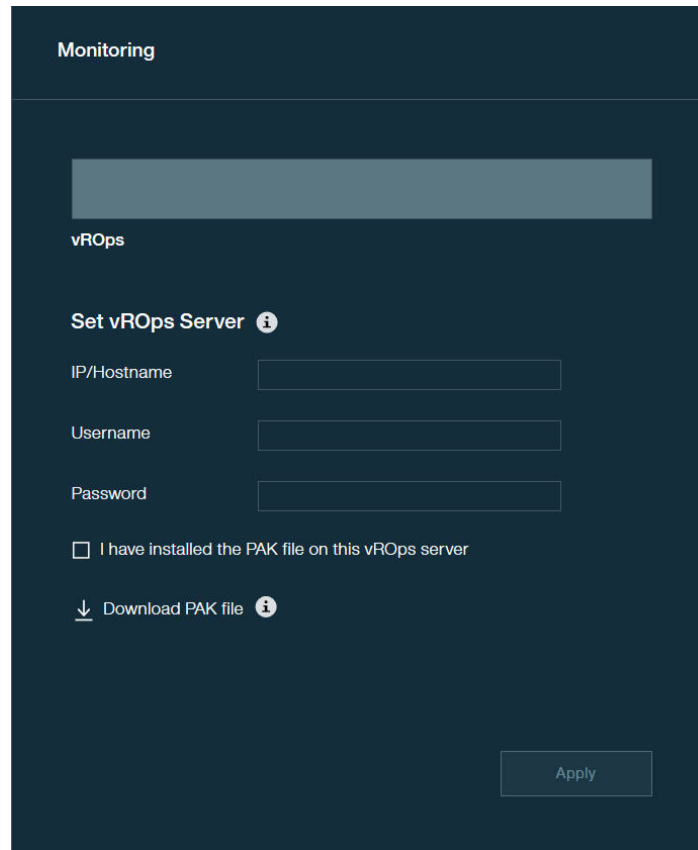 Monitoring
vROps
Set vROps Server
IP/Hostname
Username
Password
I have installed the PAK file on this vROps server
Download PAK file
Apply